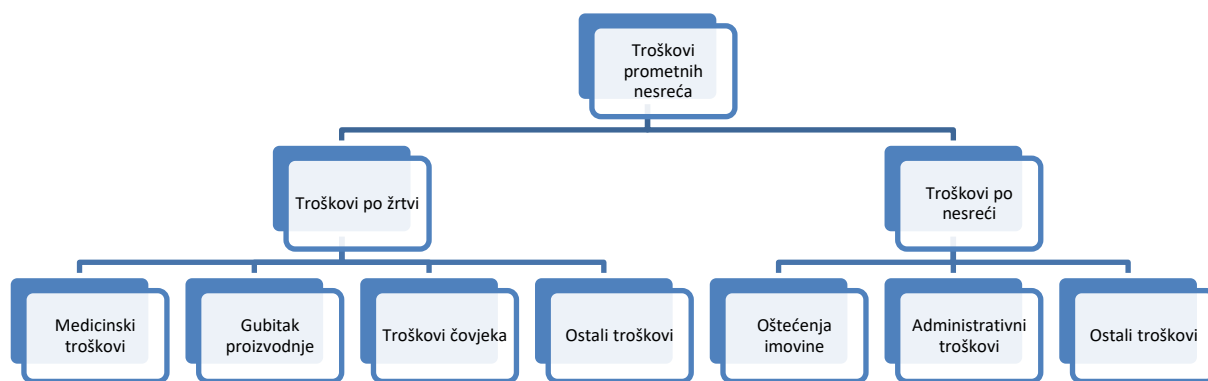 Troškovi
prometnih
nesreća
Troškovi po žrtvi
Troškovi po
nesreći
Medicinski
troškovi
Gubitak
proizvodnje
Troškovi čovjeka
Ostali troškovi
Oštećenja
imovine
Administrativni
troškovi
Ostali troškovi